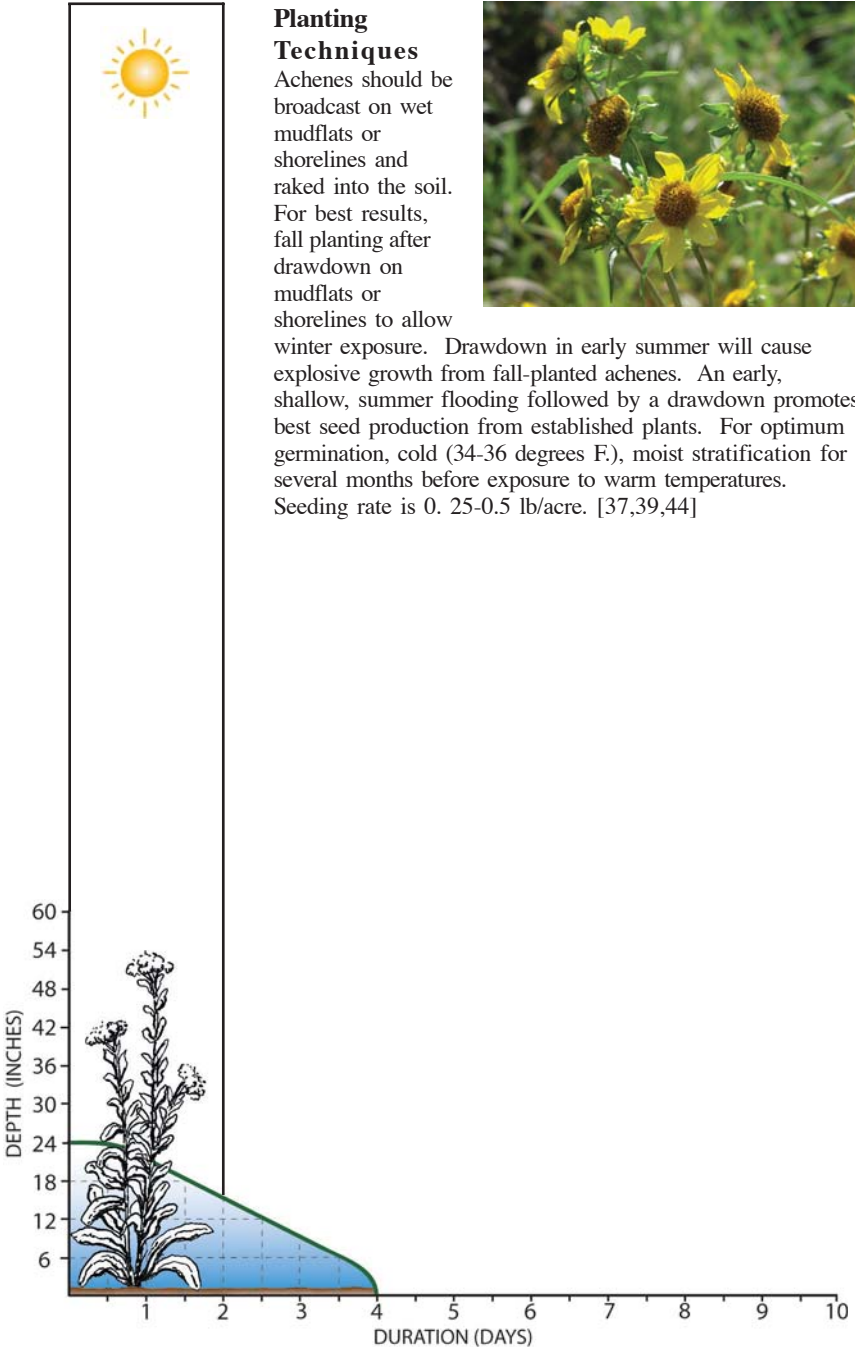 Planting
Techniques
Achenes should be
broadcast on wet
mudflats or
shorelines and
raked into the soil.
For best results,
fall planting after
drawdown on
mudflats or
shorelines to allow
winter exposure. Drawdown in early summer will cause
explosive growth from fall-planted achenes. An early,
shallow, summer flooding followed by a drawdown promotes
best seed production from established plants. For optimum
germination, cold (34-36 degrees F.), moist stratification for
several months before exposure to warm temperatures.
Seeding rate is 0. 25-0.5 lb/acre. [37,39,44]
DEPTH (INCHES)
60
54
48
42
36
30
24
18
12
6
1 2 3 4 5 6 7 8 9 10
DURATION (DAYS)